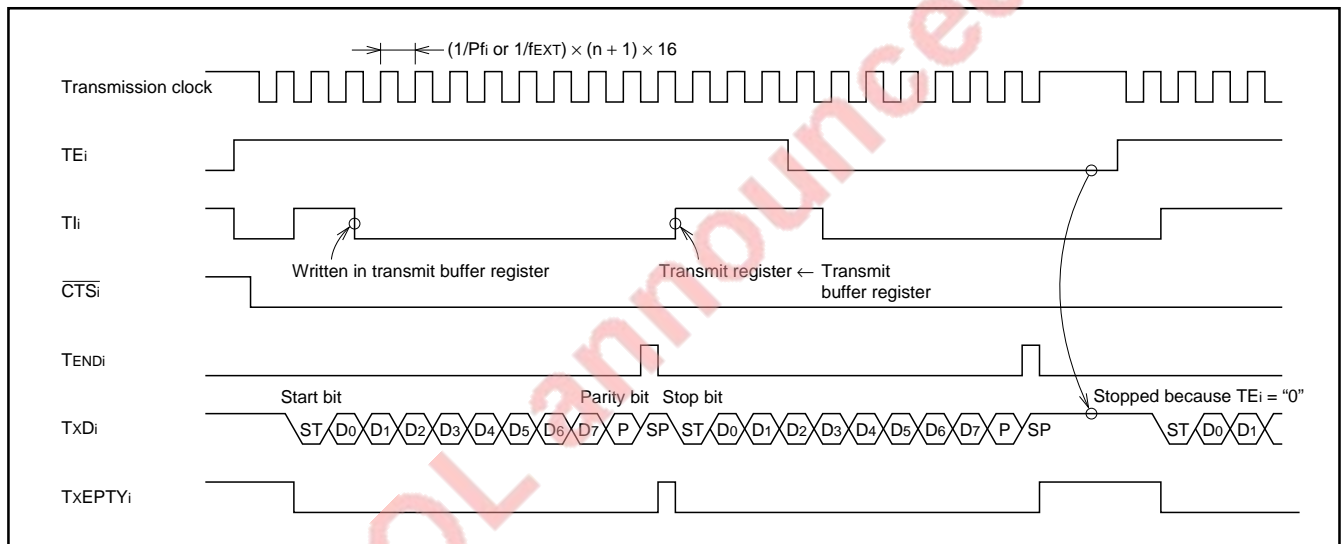 (1/Pfi or 1/fEXT) × (n + 1) × 16
Transmission clock
TEi
TIi
Written in transmit buffer register
Transmit register ← Transmit
buffer register
CTSi
TENDi
Start bit
Parity bit
Stop bit
Stopped because TEi = “0”
TxDi
ST D0 D1 D2 D3 D4 D5 D6 D7 P SP ST D0 D1 D2 D3 D4 D5 D6 D7 P SP ST D0 D1
TxEPTYi
OL announced